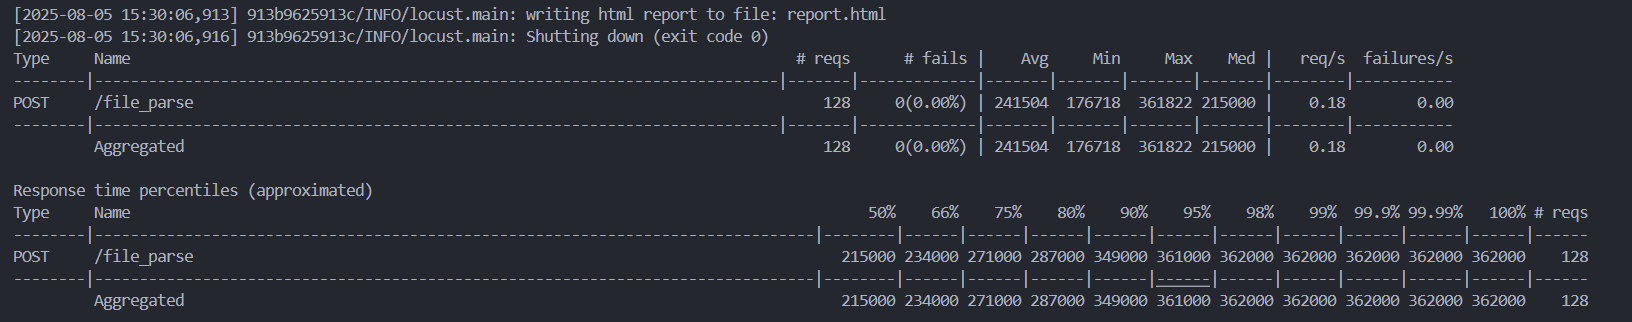 [2025-08-05 15:30:06,913] 913b9625913c/INFO/locust.main: writing html report to file: report.html
[2025-08-05 15:30:06,916] 913b9625913c/INFO/locust.main: Shutting down (exit code 0)
Type     Name                                                                          # reqs      # fails |    Avg     Min     Max    Med |   req/s  failures/s
--------|----------------------------------------------------------------------------|-------|-------------|-------|-------|-------|-------|--------|-----------
POST     /file_parse                                                                      128     0(0.00%) | 241504  176718  361822 215000 |    0.18        0.00
--------|----------------------------------------------------------------------------|-------|-------------|-------|-------|-------|-------|--------|-----------
         Aggregated                                                                       128     0(0.00%) | 241504  176718  361822 215000 |    0.18        0.00
Response time percentiles (approximated)
Type     Name                                                                                  50%    66%    75%    80%    90%    95%    98%    99%  99.9% 99.99%   100% # reqs
--------|--------------------------------------------------------------------------------|--------|------|------|------|------|------|------|------|------|------|------|------
POST     /file_parse                                                                        215000 234000 271000 287000 349000 361000 362000 362000 362000 362000 362000    128
--------|--------------------------------------------------------------------------------|--------|------|------|------|------|------|------|------|------|------|------|------
         Aggregated                                                                         215000 234000 271000 287000 349000 361000 362000 362000 362000 362000 362000    128